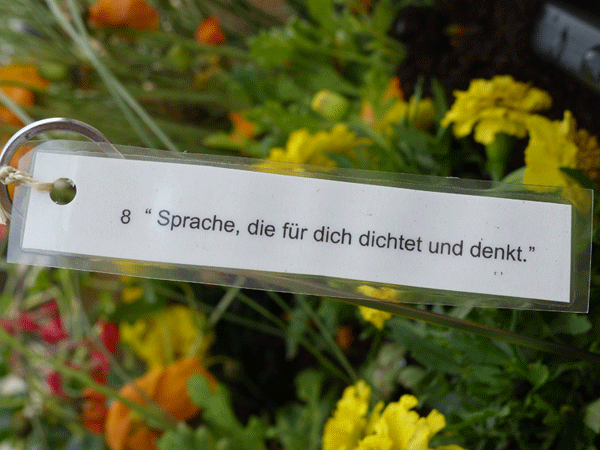 8 “ Sprache, die für dich dichtet und denkt.”